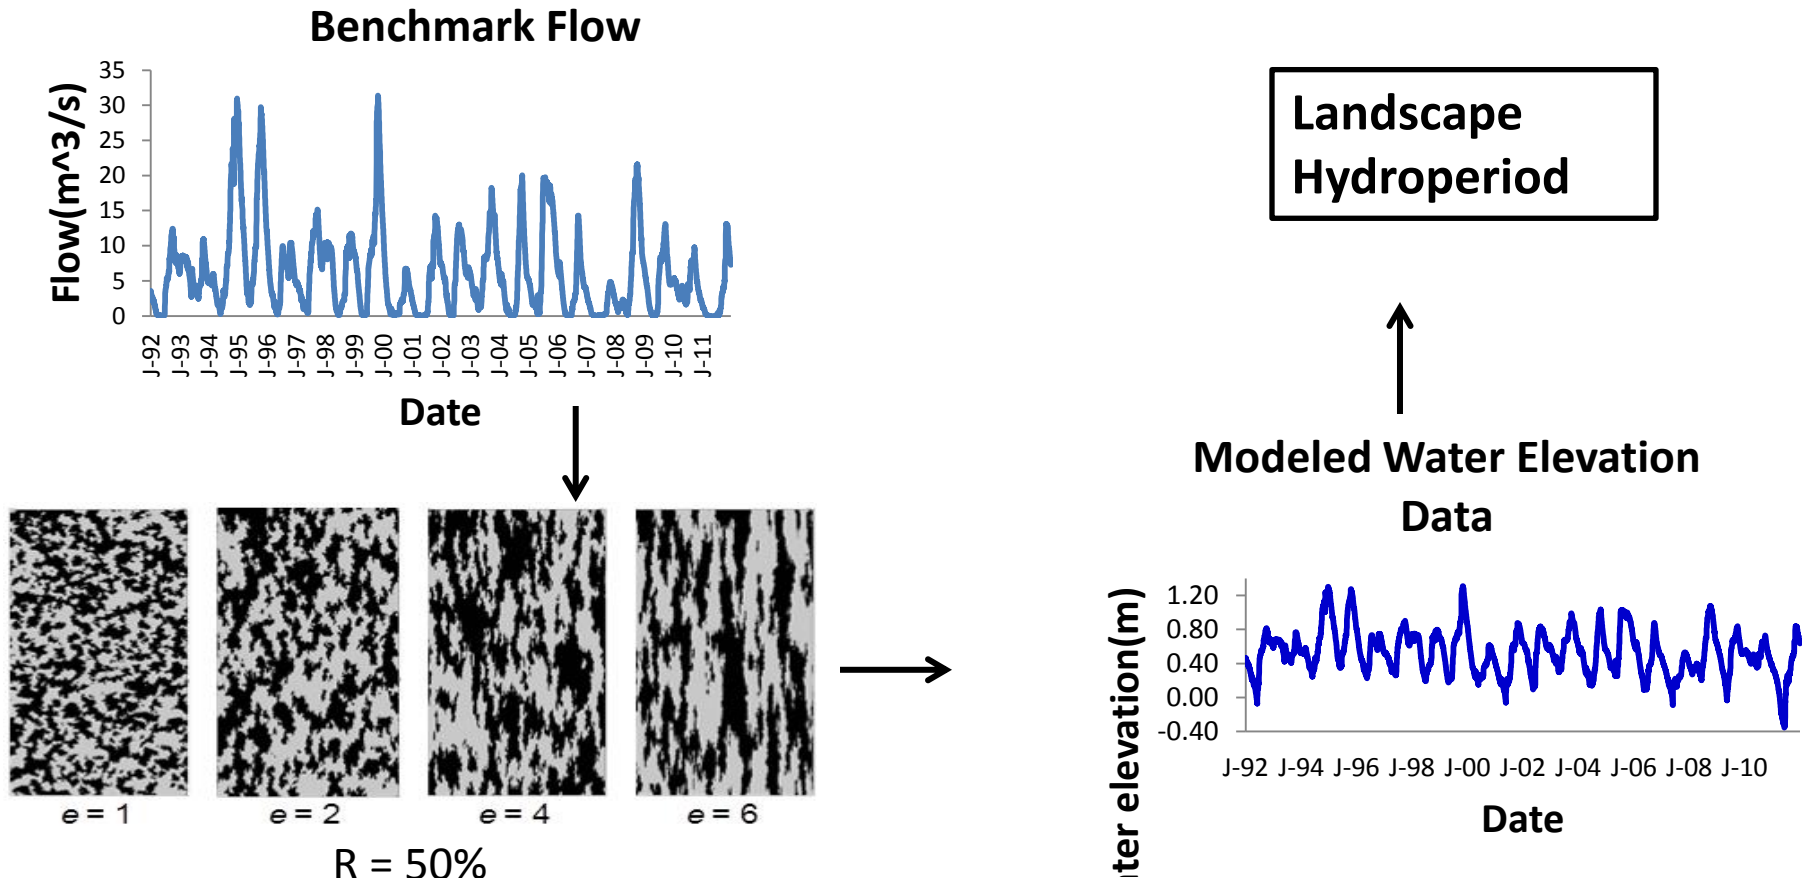 Benchmark Flow
Flow(m^3/s)
35
30
25
20
15
10
5
0
J-92
J-93
J-94
J-95
J-96
J-97
J-98
J-99
J-00
J-01
J-02
J-03
J-04
J-05
J-06
J-07
J-08
J-09
J-10
J-11
Date
e = 1
e = 2
e = 4
e = 6
R = 50%
Landscape
Hydroperiod
Modeled Water Elevation
Data
elevation(m)
1.20
0.80
0.40
0.00
-0.40
J-92 J-94 J-96 J-98 J-00 J-02 J-04 J-06 J-08 J-10
Date